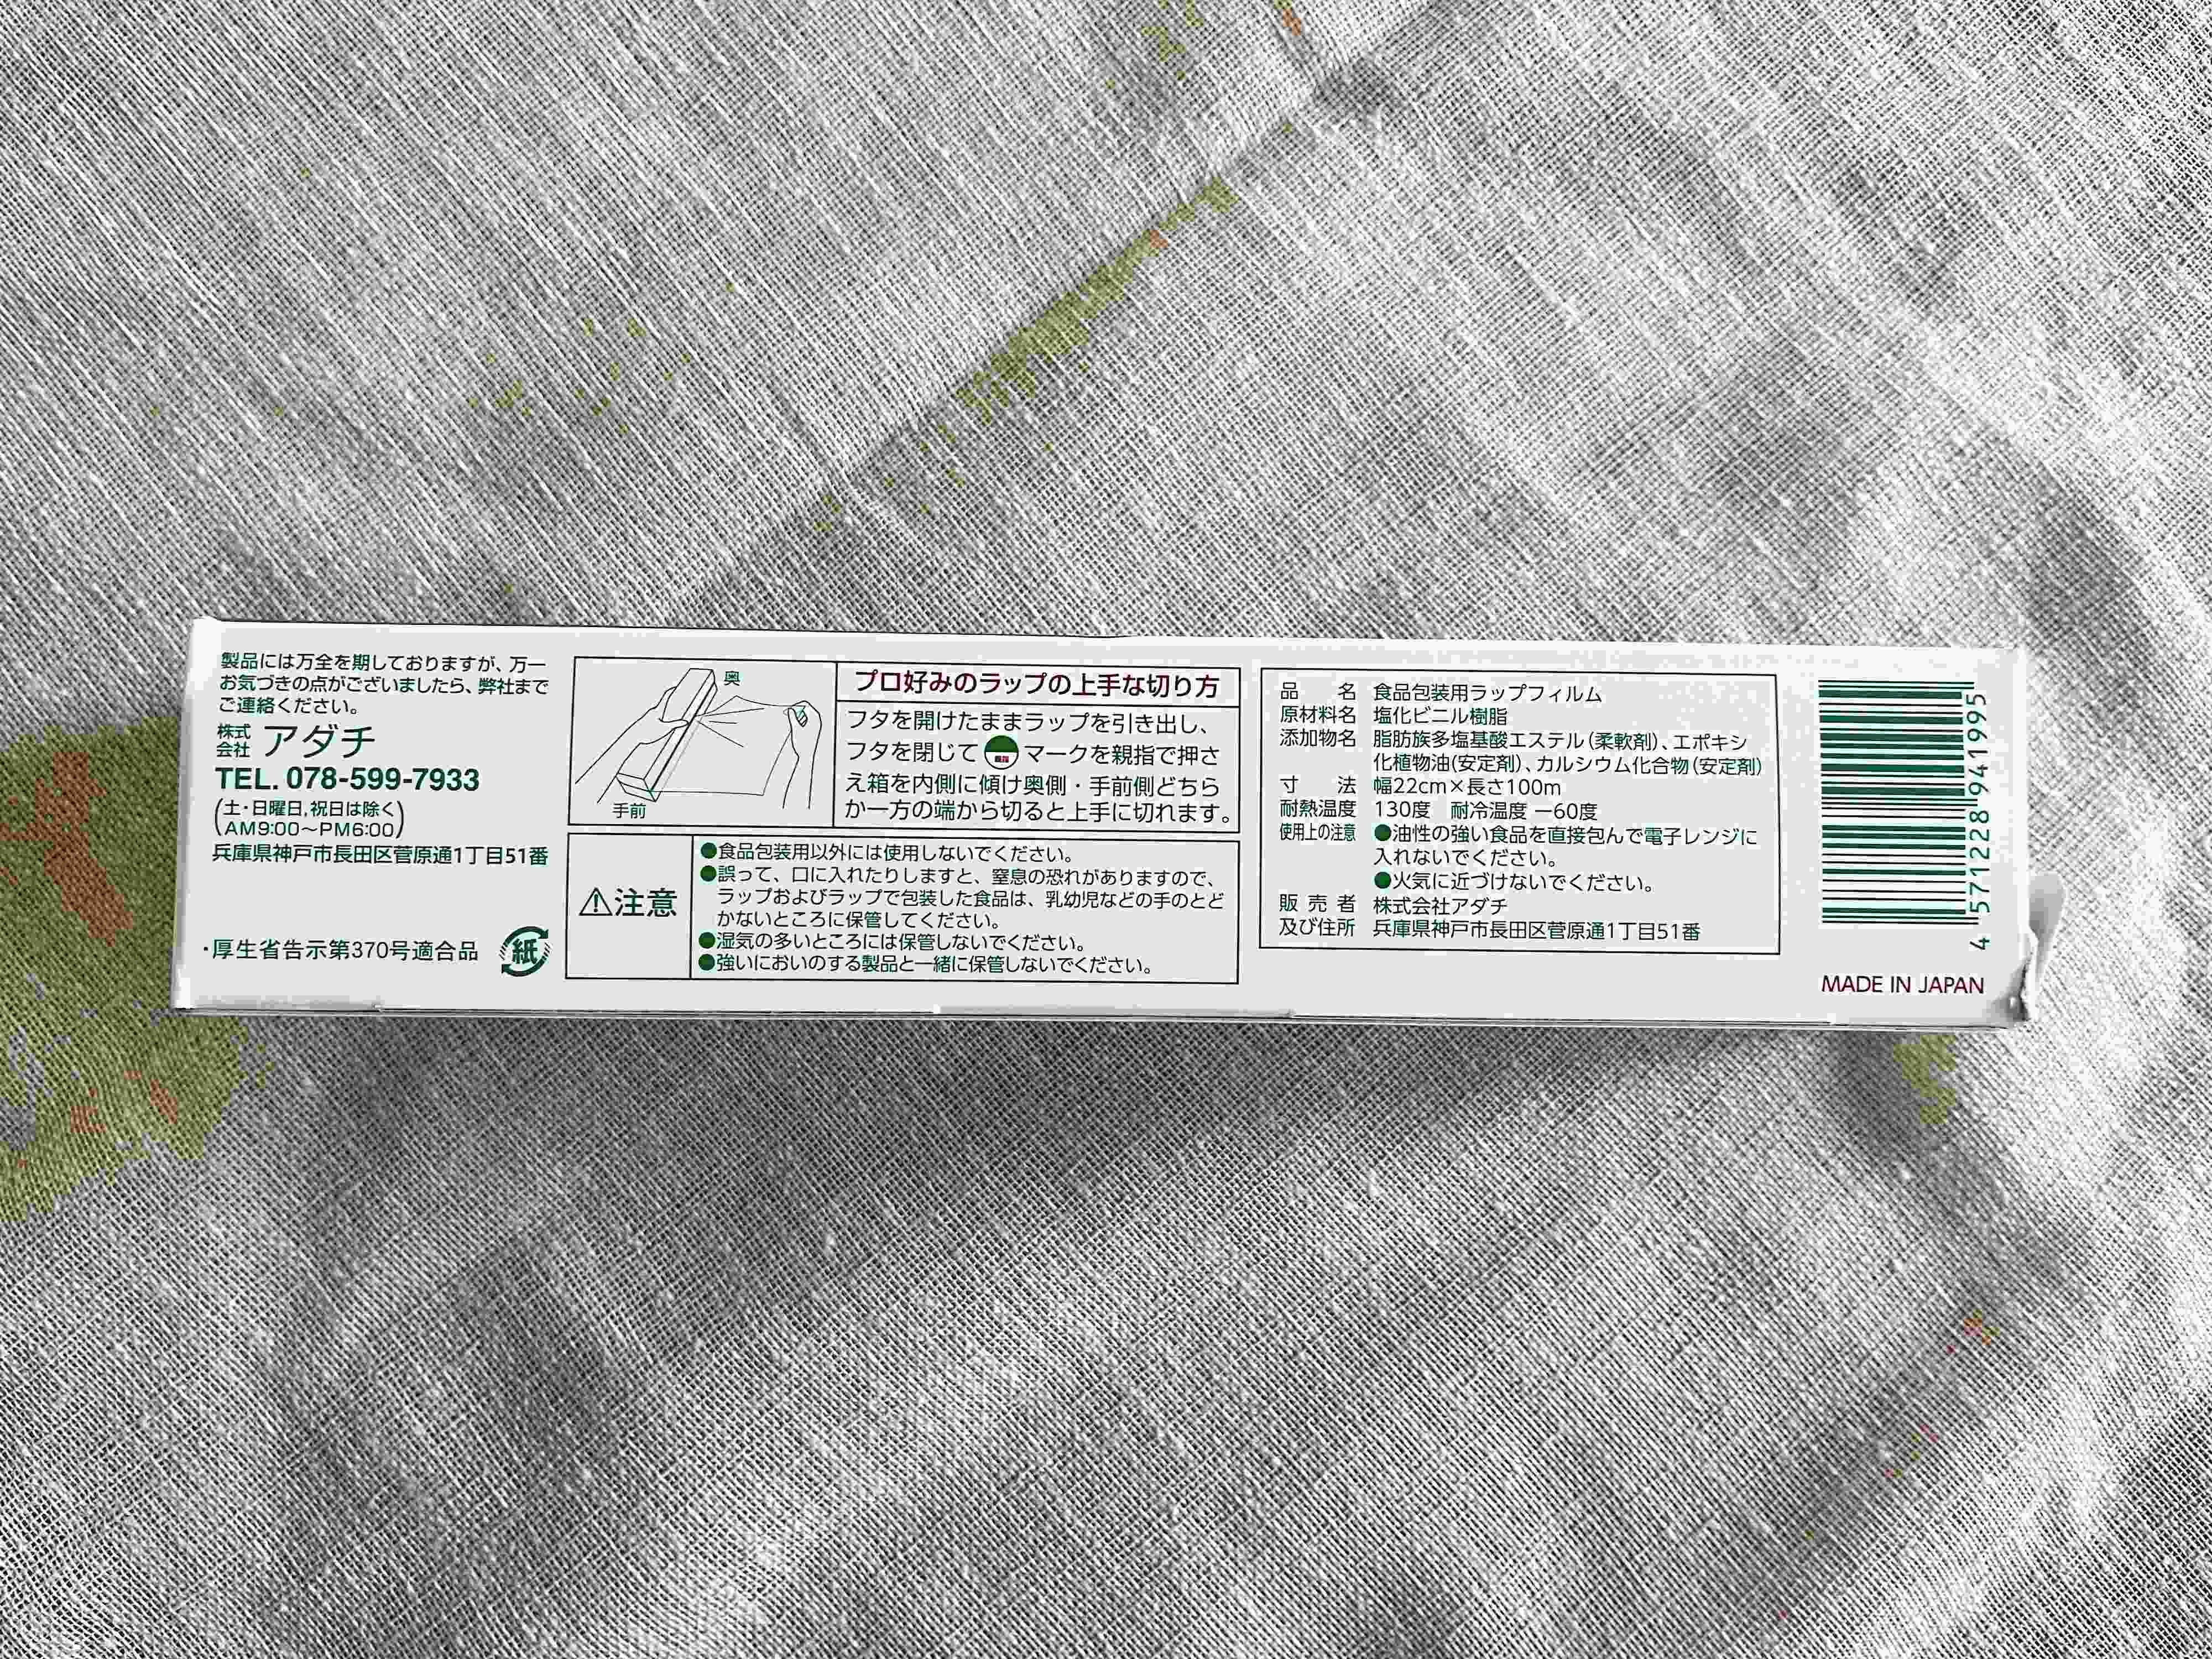 製品には万全を期しておりますが、万一
お気づきの点がございましたら、弊社まで
ご連絡ください。
株式会社 アダチ
TEL. 078-599-7933
(土・日曜日,祝日は除く
AM9:00～PM6:00)
兵庫県神戸市長田区菅原通1丁目51番
・厚生省告示第370号適合品
紙
奥
手前
プロ好みのラップの上手な切り方
フタを開けたままラップを引き出し、
フタを閉じて 親指 マークを親指で押さ
え箱を内側に傾け奥側・手前側どちら
か一方の端から切ると上手に切れます。
⚠注意
●食品包装用以外には使用しないでください。
●誤って、口に入れたりしますと、窒息の恐れがありますので、
ラップおよびラップで包装した食品は、乳幼児などの手のとど
かないところに保管してください。
●湿気の多いところには保管しないでください。
●強いにおいのする製品と一緒に保管しないでください。
品名 食品包装用ラップフィルム
原材料名 塩化ビニル樹脂
添加物名 脂肪族多塩基酸エステル(柔軟剤)、エポキシ
化植物油(安定剤)、カルシウム化合物(安定剤)
寸法 幅22cm×長さ100m
耐熱温度 130度 耐冷温度 －60度
使用上の注意 ●油性の強い食品を直接包んで電子レンジに
入れないでください。
●火気に近づけないでください。
販売者 株式会社アダチ
及び住所 兵庫県神戸市長田区菅原通1丁目51番
4 571228 941995
MADE IN JAPAN